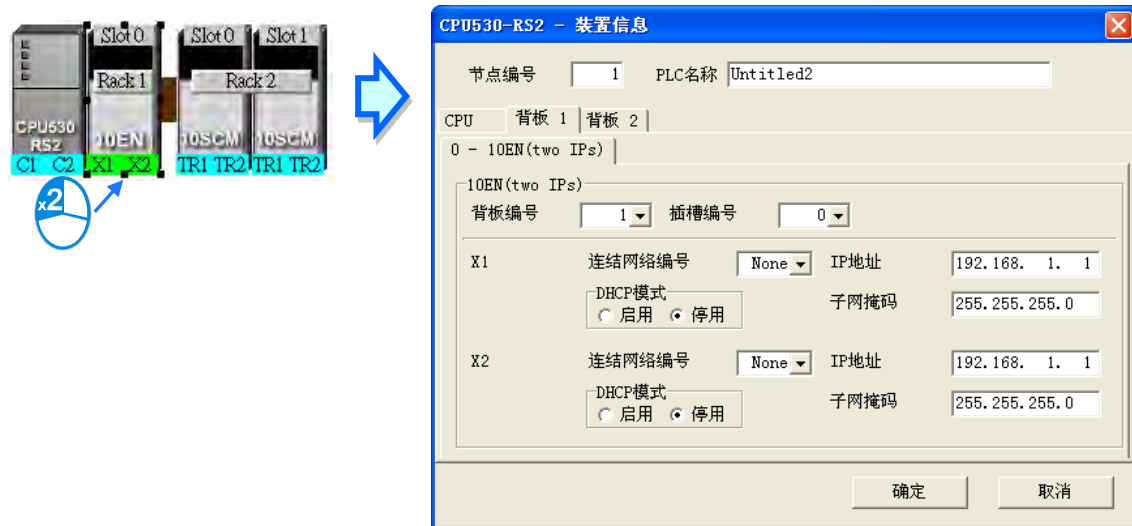 Slot 0 Slot 0 Slot 1
Rack 1 Rack 2
CPU530
RS2
10EN 10SCM 10SCM
C1 C2 X1 X2 TR1 TR2 TR1 TR2
x2
CPU530-RS2 - 装置信息
节点编号 1 PLC名称 Untitled2
CPU 背板 1 背板 2
0 - 10EN(two IPs)
10EN(two IPs)
背板编号 1 插槽编号 0
X1 连结网络编号 None IP地址 192.168. 1. 1
DHCP模式
启用 停用 子网掩码 255.255.255.0
X2 连结网络编号 None IP地址 192.168. 1. 1
DHCP模式
启用 停用 子网掩码 255.255.255.0
确定 取消